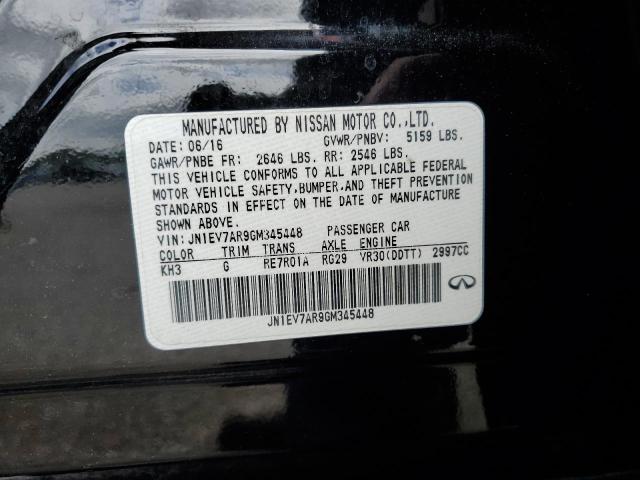 MANUFACTURED BY NISSAN MOTOR CO.,LTD.
DATE: 06/16 GVWR/PNBV: 5159 LBS.
GAWR/PNBE FR: 2646 LBS. RR: 2546 LBS.
THIS VEHICLE CONFORMS TO ALL APPLICABLE FEDERAL
MOTOR VEHICLE SAFETY,BUMPER,AND THEFT PREVENTION
STANDARDS IN EFFECT ON THE DATE OF MANUFACTURE
SHOWN ABOVE.
VIN: JN1EV7AR9GM345448 PASSENGER CAR
COLOR TRIM TRANS AXLE ENGINE
KH3 G RE7R01A RG29 VR30(DDTT) 2997CC
JN1EV7AR9GM345448